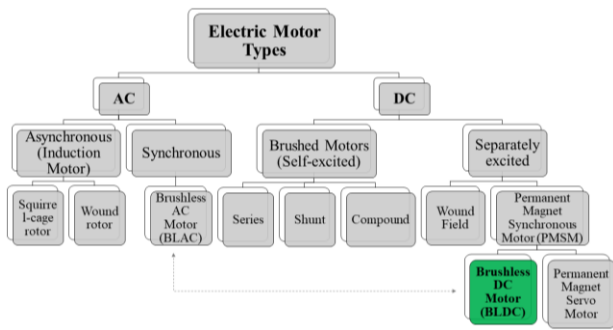 Electric Motor
Types
AC
DC
Asynchronous
(Induction
Motor)
Synchronous
Brushed Motors
(Self-excited)
Separately
excited
Squirre
l-cage
rotor
Wound
rotor
Brushless
AC
Motor
(BLAC)
Series
Shunt
Compound
Wound
Field
Permanent
Magnet
Synchronous
Motor(PMSM)
Brushless
DC
Motor
(BLDC)
Permanent
Magnet
Servo
Motor